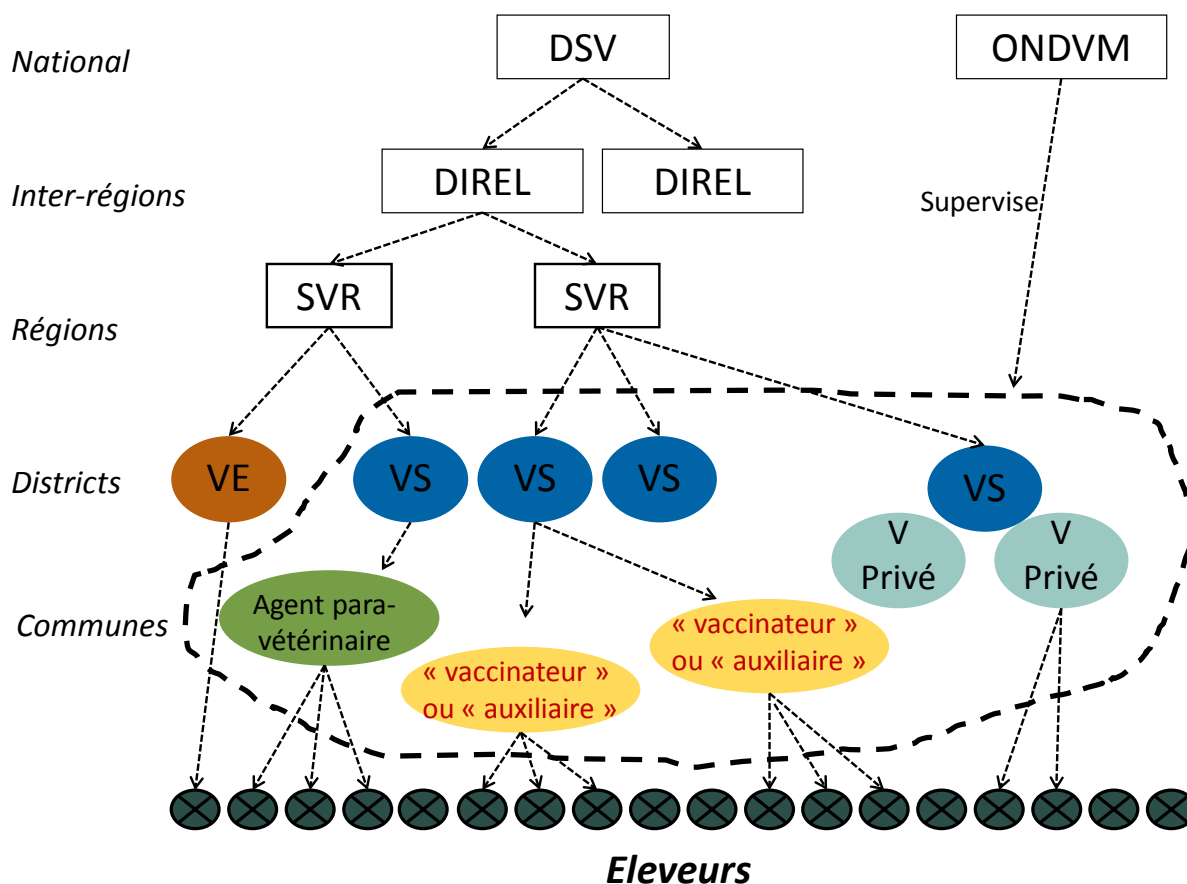 National
DSV
ONDVM
Inter-régions
DIREL
DIREL
Supervise
Régions
SVR
SVR
Districts
VE
VS
VS
VS
VS
V
Privé
V
Privé
Communes
Agent para-
vétérinaire
« vaccinateur »
ou « auxiliaire »
« vaccinateur »
ou « auxiliaire »
Eleveurs